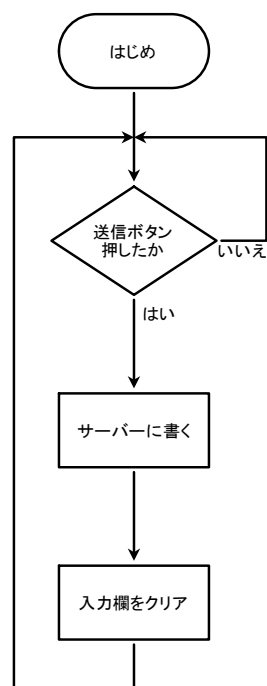 はじめ
送信ボタン
押したか
いいえ
はい
サーバーに書く
入力欄をクリア